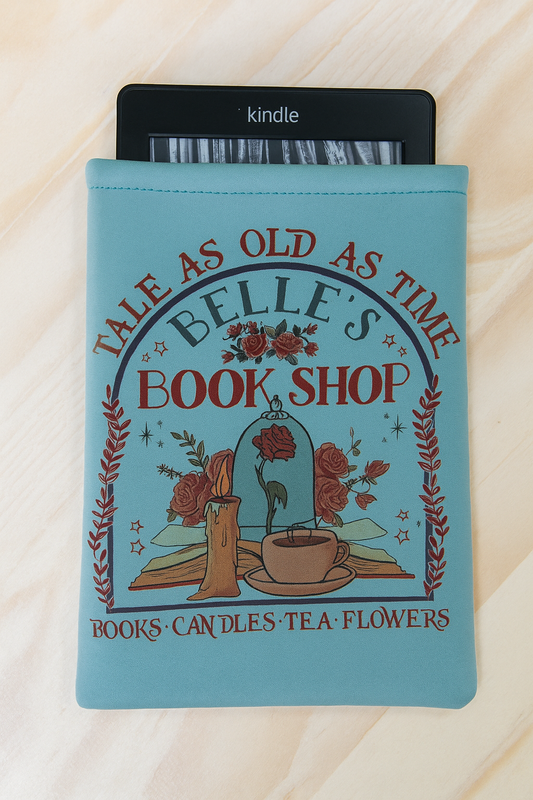 kindle
TALE AS OLD AS TIME
BELLE'S
BOOK SHOP
BOOKS·CANDLES·TEA·FLOWERS